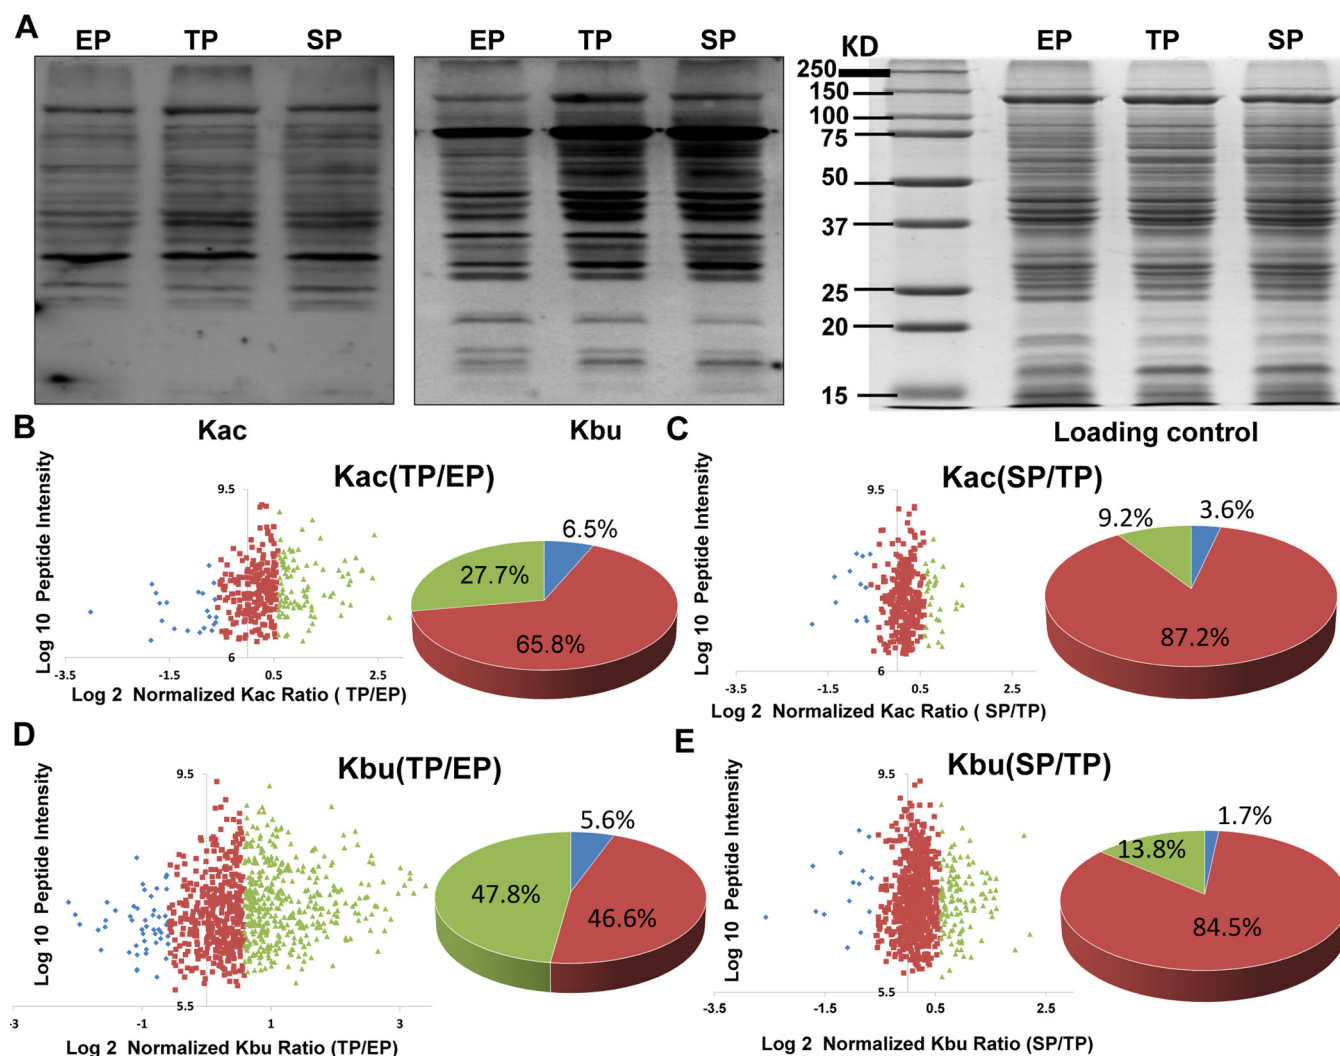 A
EP TP SP
EP TP SP
KD
EP TP SP
250
150
100
75
50
37
25
20
15
Kac
Kbu
Loading control
B
Kac(TP/EP)
Log 10 Peptide Intensity
9.5
6
-3.5 -1.5 0.5 2.5
Log 2 Normalized Kac Ratio ( TP/EP)
6.5%
27.7%
65.8%
C
Kac(SP/TP)
Log 10 Peptide Intensity
9.5
6
-3.5 -1.5 0.5 2.5
Log 2 Normalized Kac Ratio ( SP/TP)
3.6%
9.2%
87.2%
D
Kbu(TP/EP)
Log 10 Peptide Intensity
9.5
5.5
-3 -1 1 3
Log 2 Normalized Kbu Ratio (TP/EP)
5.6%
47.8%
46.6%
E
Kbu(SP/TP)
Log 10 Peptide Intensity
9.5
5.5
-3.5 -1.5 0.5 2.5
Log 2 Normalized Kbu Ratio (SP/TP)
1.7%
13.8%
84.5%